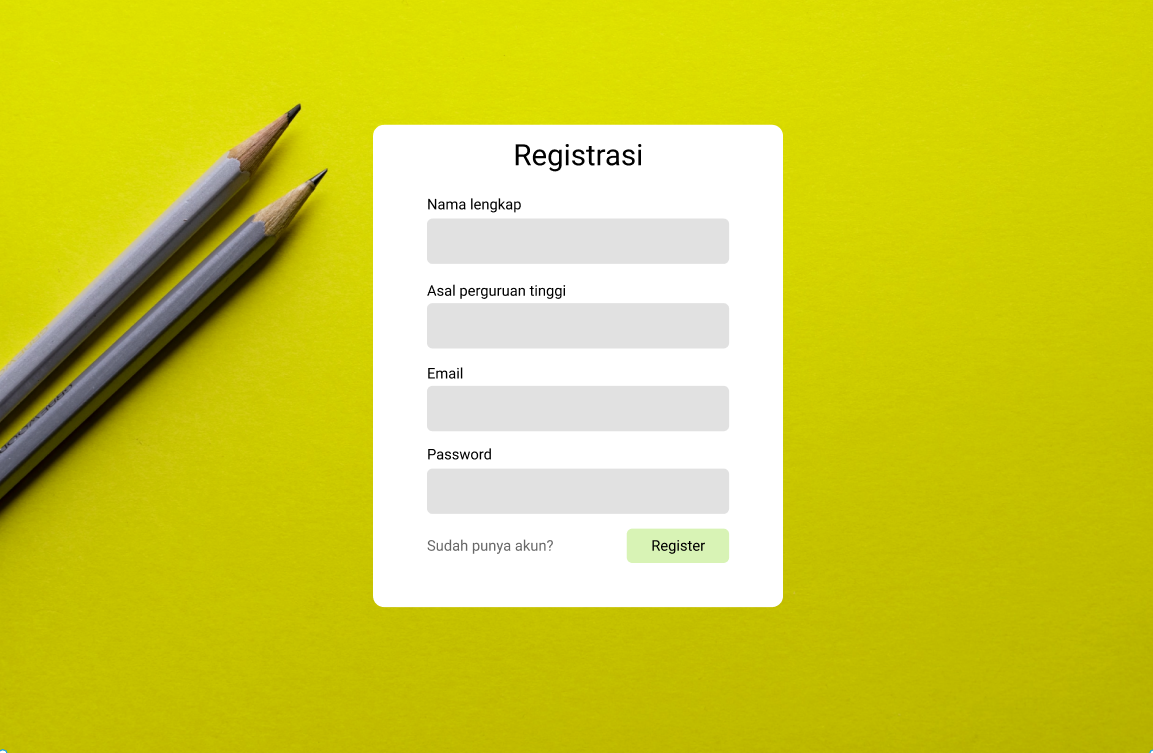 Registrasi
Nama lengkap
Asal perguruan tinggi
Email
Password
Sudah punya akun?
Register